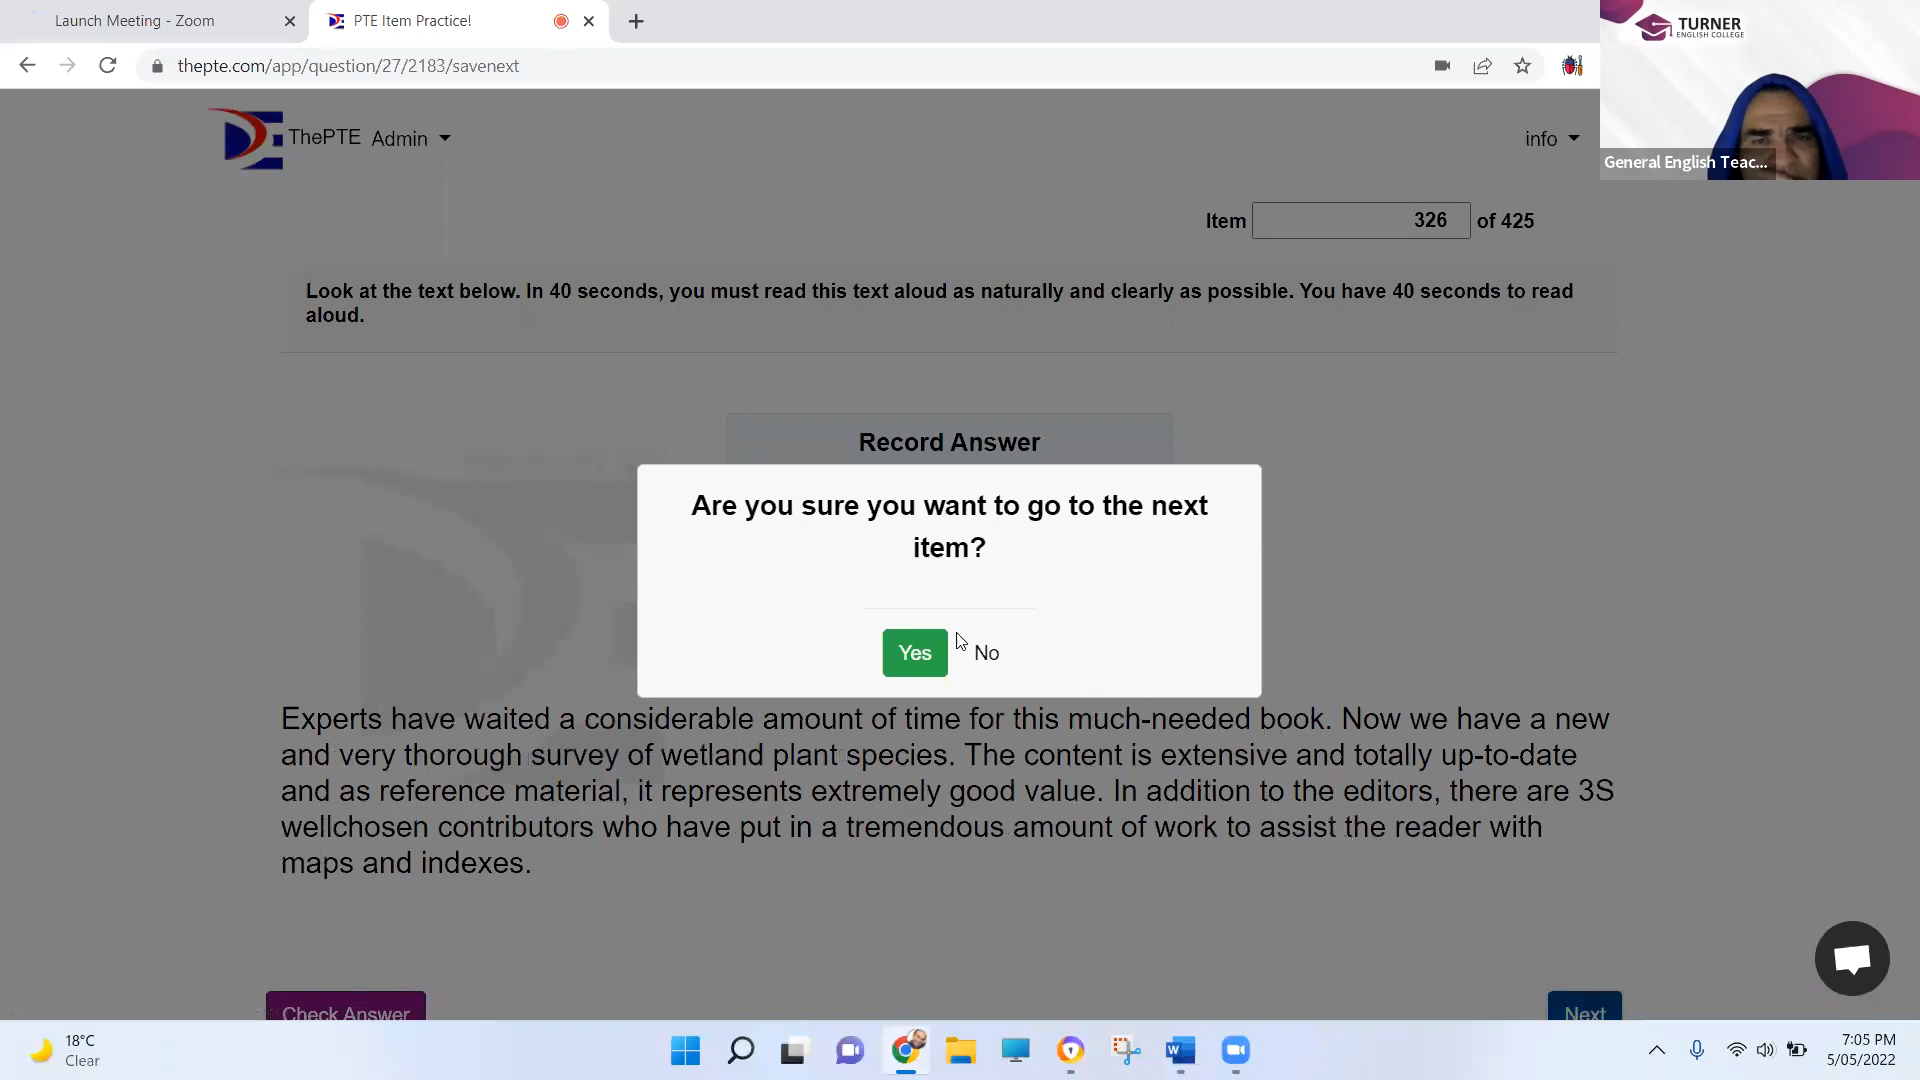 Launch Meeting - Zoom
PTE Item Practice!
TURNER
ENGLISH COLLEGE
thepte.com/app/question/27/2183/savenext
ThePTE Admin
info
General English Teac...
Item 326 of 425
Look at the text below. In 40 seconds, you must read this text aloud as naturally and clearly as possible. You have 40 seconds to read
aloud.
Record Answer
Are you sure you want to go to the next
item?
Yes No
Experts have waited a considerable amount of time for this much-needed book. Now we have a new
and very thorough survey of wetland plant species. The content is extensive and totally up-to-date
and as reference material, it represents extremely good value. In addition to the editors, there are 3S
wellchosen contributors who have put in a tremendous amount of work to assist the reader with
maps and indexes.
Check Answer
Next
18°C
Clear
7:05 PM
5/05/2022